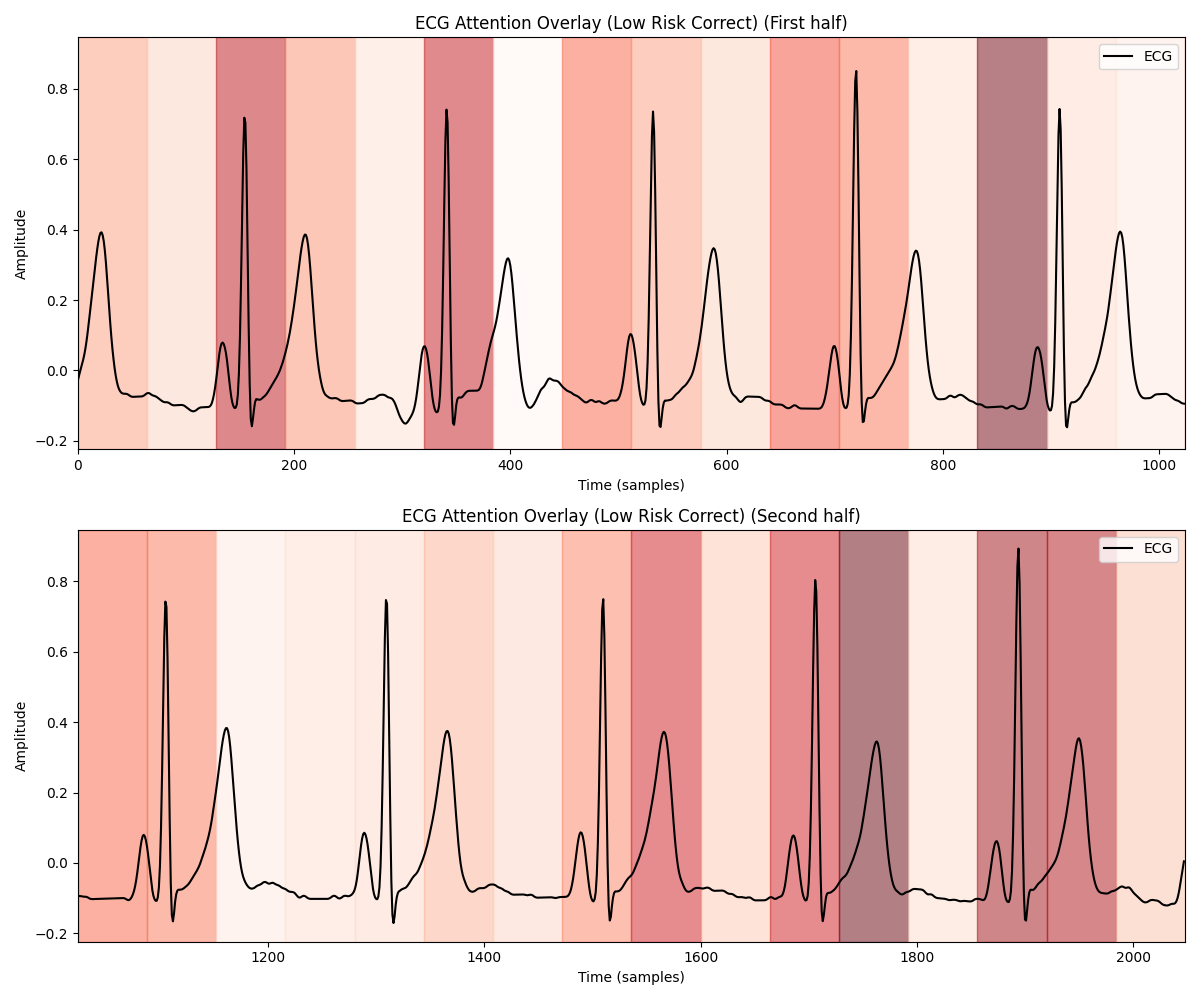 ECG Attention Overlay (Low Risk Correct) (First half)
ECG
Amplitude
0.8
0.6
0.4
0.2
0.0
−0.2
0 200 400 600 800 1000
Time (samples)
ECG Attention Overlay (Low Risk Correct) (Second half)
ECG
Amplitude
0.8
0.6
0.4
0.2
0.0
−0.2
1200 1400 1600 1800 2000
Time (samples)